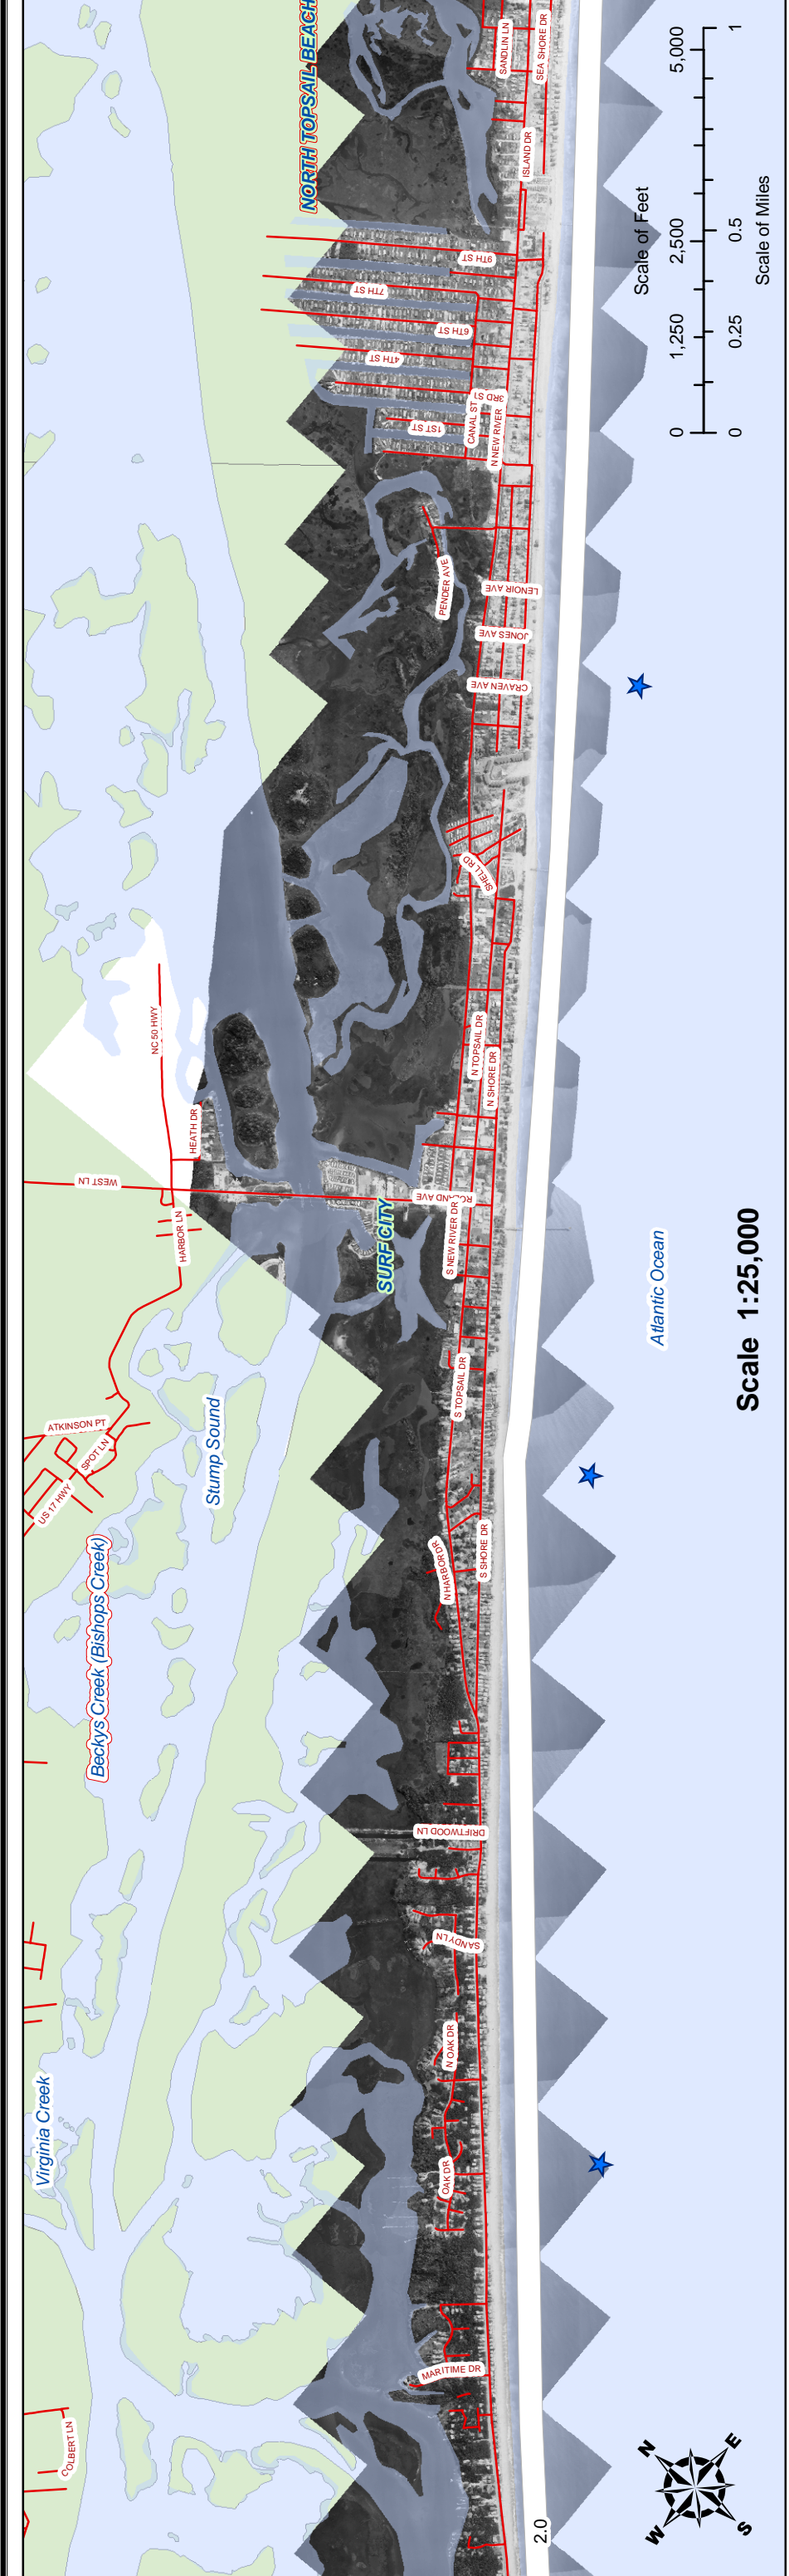 NORTH TOPSAIL BEACH
SANDLIN LN
SEA SHORE DR
ISLAND DR
9TH ST
7TH ST
6TH ST
4TH ST
3RD ST
1ST ST
CANAL ST
N NEW RIVER
PENDER AVE
LENOIR AVE
JONES AVE
CRAVEN AVE
SHELL RD
NC 50 HWY
N TOPSAIL DR
N SHORE DR
HEATH DR
WEST LN
ROLAND AVE
HARBOR LN
S NEW RIVER DR
SURF CITY
S TOPSAIL DR
ATKINSON PT
SPOT LN
US 17 HWY
Stump Sound
N HARBOR DR
S SHORE DR
Beckys Creek (Bishops Creek)
DRIFTWOOD LN
SANDY LN
N OAK DR
OAK DR
Virginia Creek
MARITIME DR
COLBERT LN
2.0
Atlantic Ocean
Scale 1:25,000
Scale of Feet
0 1,250 2,500 5,000
0 0.25 0.5 1
Scale of Miles
N
E
S
W